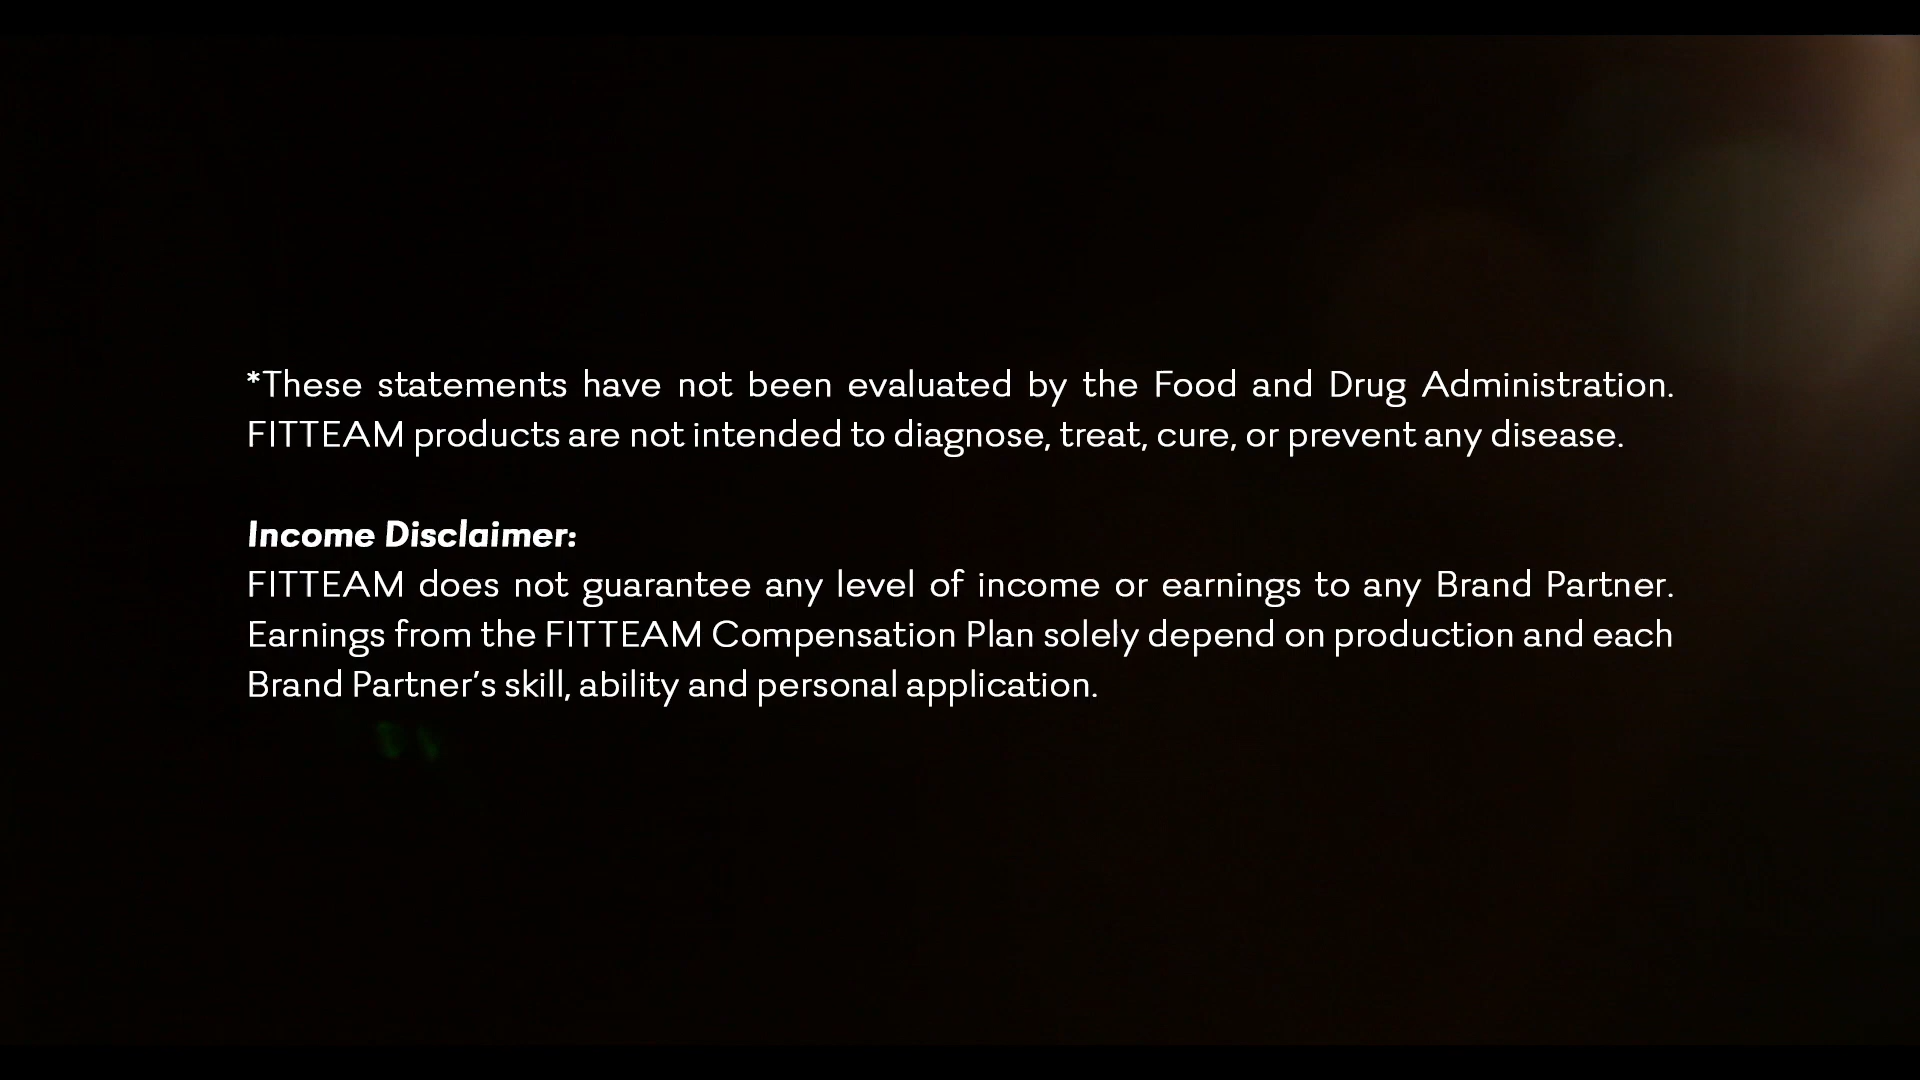 *These statements have not been evaluated by the Food and Drug Administration.
FITTEAM products are not intended to diagnose, treat, cure, or prevent any disease.
Income Disclaimer:
FITTEAM does not guarantee any level of income or earnings to any Brand Partner.
Earnings from the FITTEAM Compensation Plan solely depend on production and each
Brand Partner’s skill, ability and personal application.